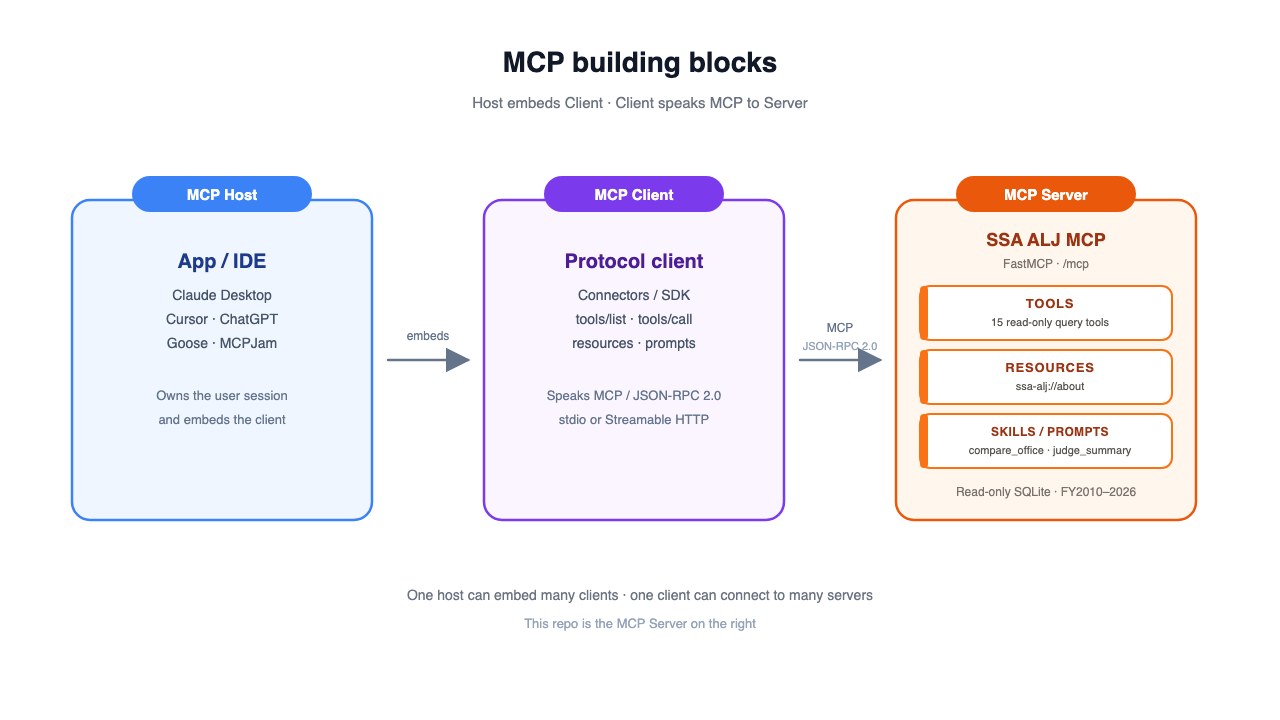 MCP building blocks
Host embeds Client · Client speaks MCP to Server
MCP Host
App / IDE
Claude Desktop
Cursor · ChatGPT
Goose · MCPJam
Owns the user session
and embeds the client
embeds
MCP Client
Protocol client
Connectors / SDK
tools/list · tools/call
resources · prompts
Speaks MCP / JSON-RPC 2.0
stdio or Streamable HTTP
MCP
JSON-RPC 2.0
MCP Server
SSA ALJ MCP
FastMCP · /mcp
TOOLS
15 read-only query tools
RESOURCES
ssa-alj://about
SKILLS / PROMPTS
compare_office · judge_summary
Read-only SQLite · FY2010–2026
One host can embed many clients · one client can connect to many servers
This repo is the MCP Server on the right